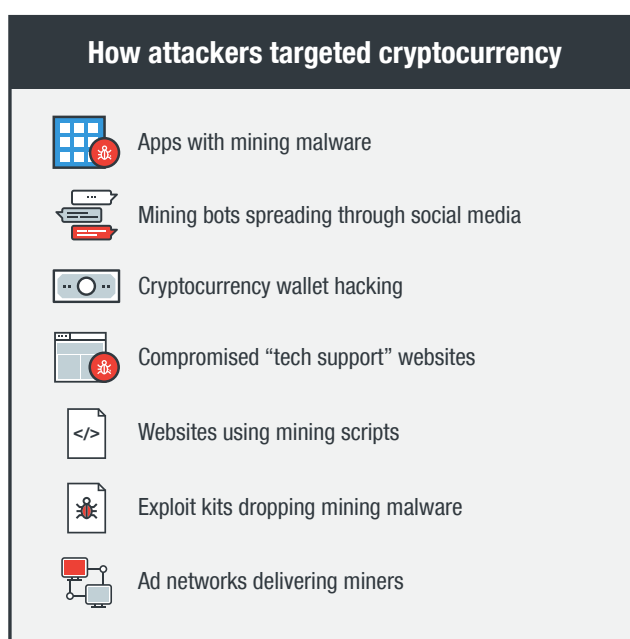 How attackers targeted cryptocurrency
Apps with mining malware
Mining bots spreading through social media
Cryptocurrency wallet hacking
Compromised “tech support” websites
</>
Websites using mining scripts
Exploit kits dropping mining malware
Ad networks delivering miners